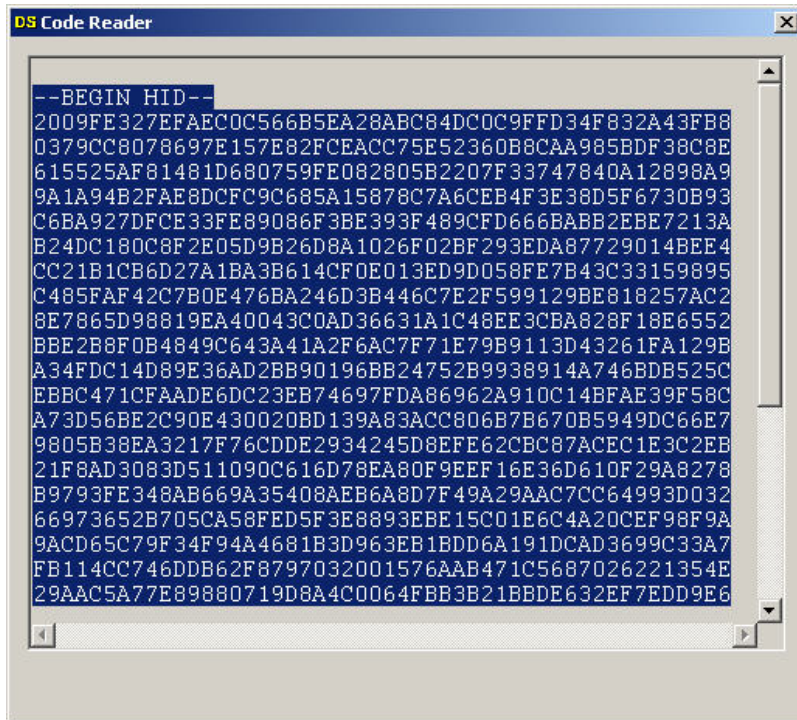 DS Code Reader
--BEGIN HID--
2009FE327EFAEC0C566B5EA28ABC84DC0C9FFD34F832A43FB8
0379CC8078697E157E82FCEACC75E52360B8CAA985BDF38C8E
615525AF81481D680759FE082805B2207F33747840A12898A9
9A1A94B2FAE8DCFC9C685A15878C7A6CEB4F3E38D5F6730B93
C6BA927DFCE33FE89086F3BE393F489CFD666BABB2EBE7213A
B24DC180C8F2E05D9B26D8A1026F02BF293EDA87729014BEE4
CC21B1CB6D27A1BA3B614CF0E013ED9D058FE7B43C33159895
C485FAF42C7B0E476BA246D3B446C7E2F599129BE818257AC2
8E7865D98819EA40043C0AD36631A1C48EE3CBA828F18E6552
BBE2B8F0B4849C643A41A2F6AC7F71E79B9113D43261FA129B
A34FDC14D89E36AD2BB90196BB24752B9938914A746BDB525C
EBBC471CFAADE6DC23EB74697FDA86962A910C14BFAE39F58C
A73D56BE2C90E430020BD139A83ACC806B7B670B5949DC66E7
9805B38EA3217F76CDDE2934245D8EFE62CBC87ACEC1E3C2EB
21F8AD3083D511090C616D78EA80F9EEF16E36D610F29A8278
B9793FE348AB669A35408AEB6A8D7F49A29AAC7CC64993D032
66973652B705CA58FED5F3E8893EBE15C01E6C4A20CEF98F9A
9ACD65C79F34F94A4681B3D963EB1BDD6A191DCAD3699C33A7
FB114CC746DDB62F8797032001576AAB471C5687026221354E
29AAC5A77E89880719D8A4C0064FBB3B21BBDE632EF7EDD9E6